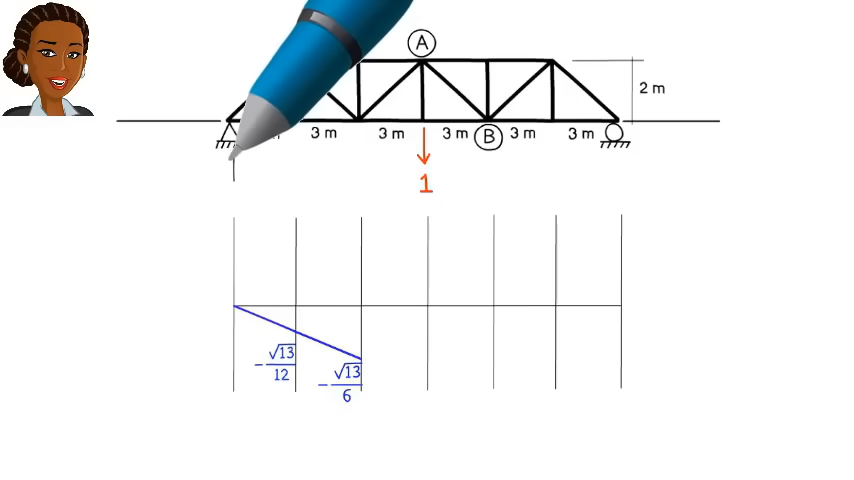 A
2 m
3 m 3 m 3 m B 3 m 3 m
1
-√13/12
-√13/6